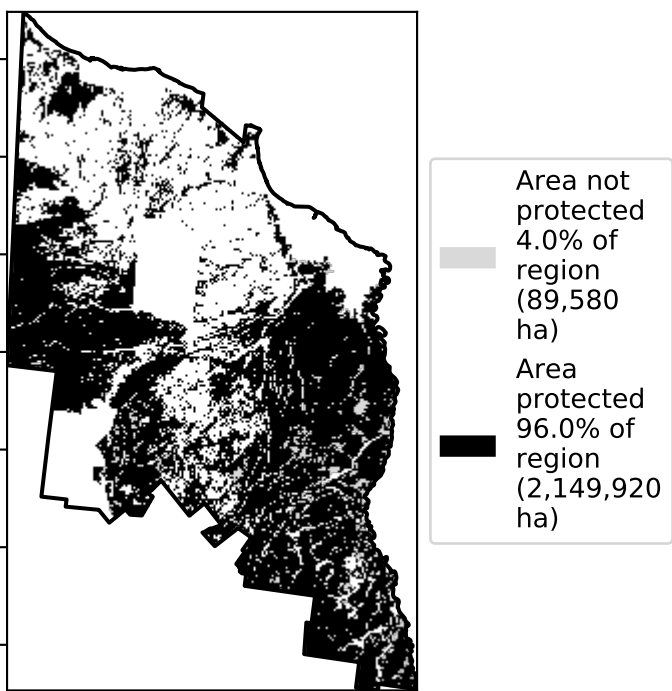 Area not
protected
4.0% of
region
(89,580
ha)
Area
protected
96.0% of
region
(2,149,920
ha)